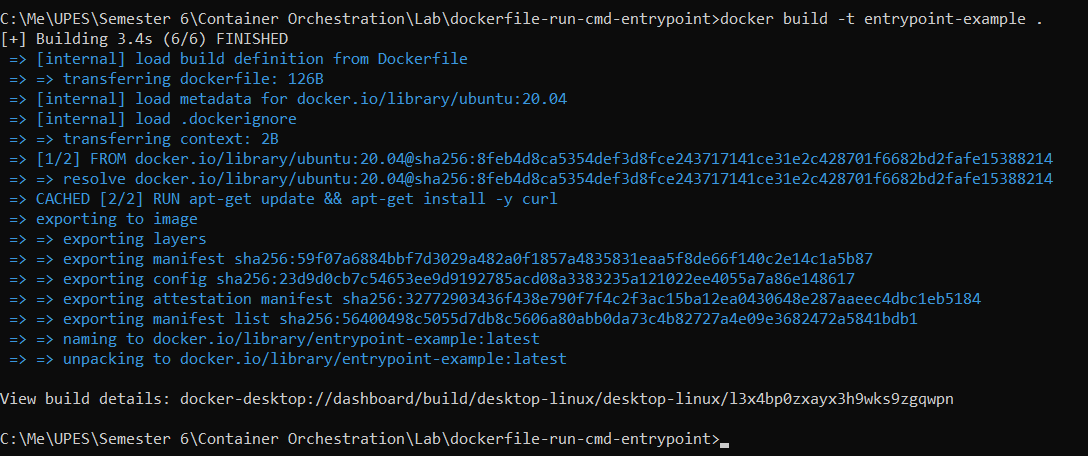 C:\Me\UPES\Semester 6\Container Orchestration\Lab\dockerfile-run-cmd-entrypoint>docker build -t entrypoint-example .
[+] Building 3.4s (6/6) FINISHED
=> [internal] load build definition from Dockerfile
=> => transferring dockerfile: 126B
=> [internal] load metadata for docker.io/library/ubuntu:20.04
=> [internal] load .dockerignore
=> => transferring context: 2B
=> [1/2] FROM docker.io/library/ubuntu:20.04@sha256:8feb4d8ca5354def3d8fce243717141ce31e2c428701f6682bd2fafe15388214
=> => resolve docker.io/library/ubuntu:20.04@sha256:8feb4d8ca5354def3d8fce243717141ce31e2c428701f6682bd2fafe15388214
=> CACHED [2/2] RUN apt-get update && apt-get install -y curl
=> exporting to image
=> => exporting layers
=> => exporting manifest sha256:59f07a6884bbf7d3029a482a0f1857a4835831eaa5f8de66f140c2e14c1a5b87
=> => exporting config sha256:23d9d0cb7c54653ee9d9192785acd08a3383235a121022ee4055a7a86e148617
=> => exporting attestation manifest sha256:32772903436f438e790f7f4c2f3ac15ba12ea0430648e287aaeec4dbc1eb5184
=> => exporting manifest list sha256:56400498c5055d7db8c5606a80abb0da73c4b82727a4e09e3682472a5841bdb1
=> => naming to docker.io/library/entrypoint-example:latest
=> => unpacking to docker.io/library/entrypoint-example:latest
View build details: docker-desktop://dashboard/build/desktop-linux/desktop-linux/l3x4bp0zxayx3h9wks9zgqwpn
C:\Me\UPES\Semester 6\Container Orchestration\Lab\dockerfile-run-cmd-entrypoint>